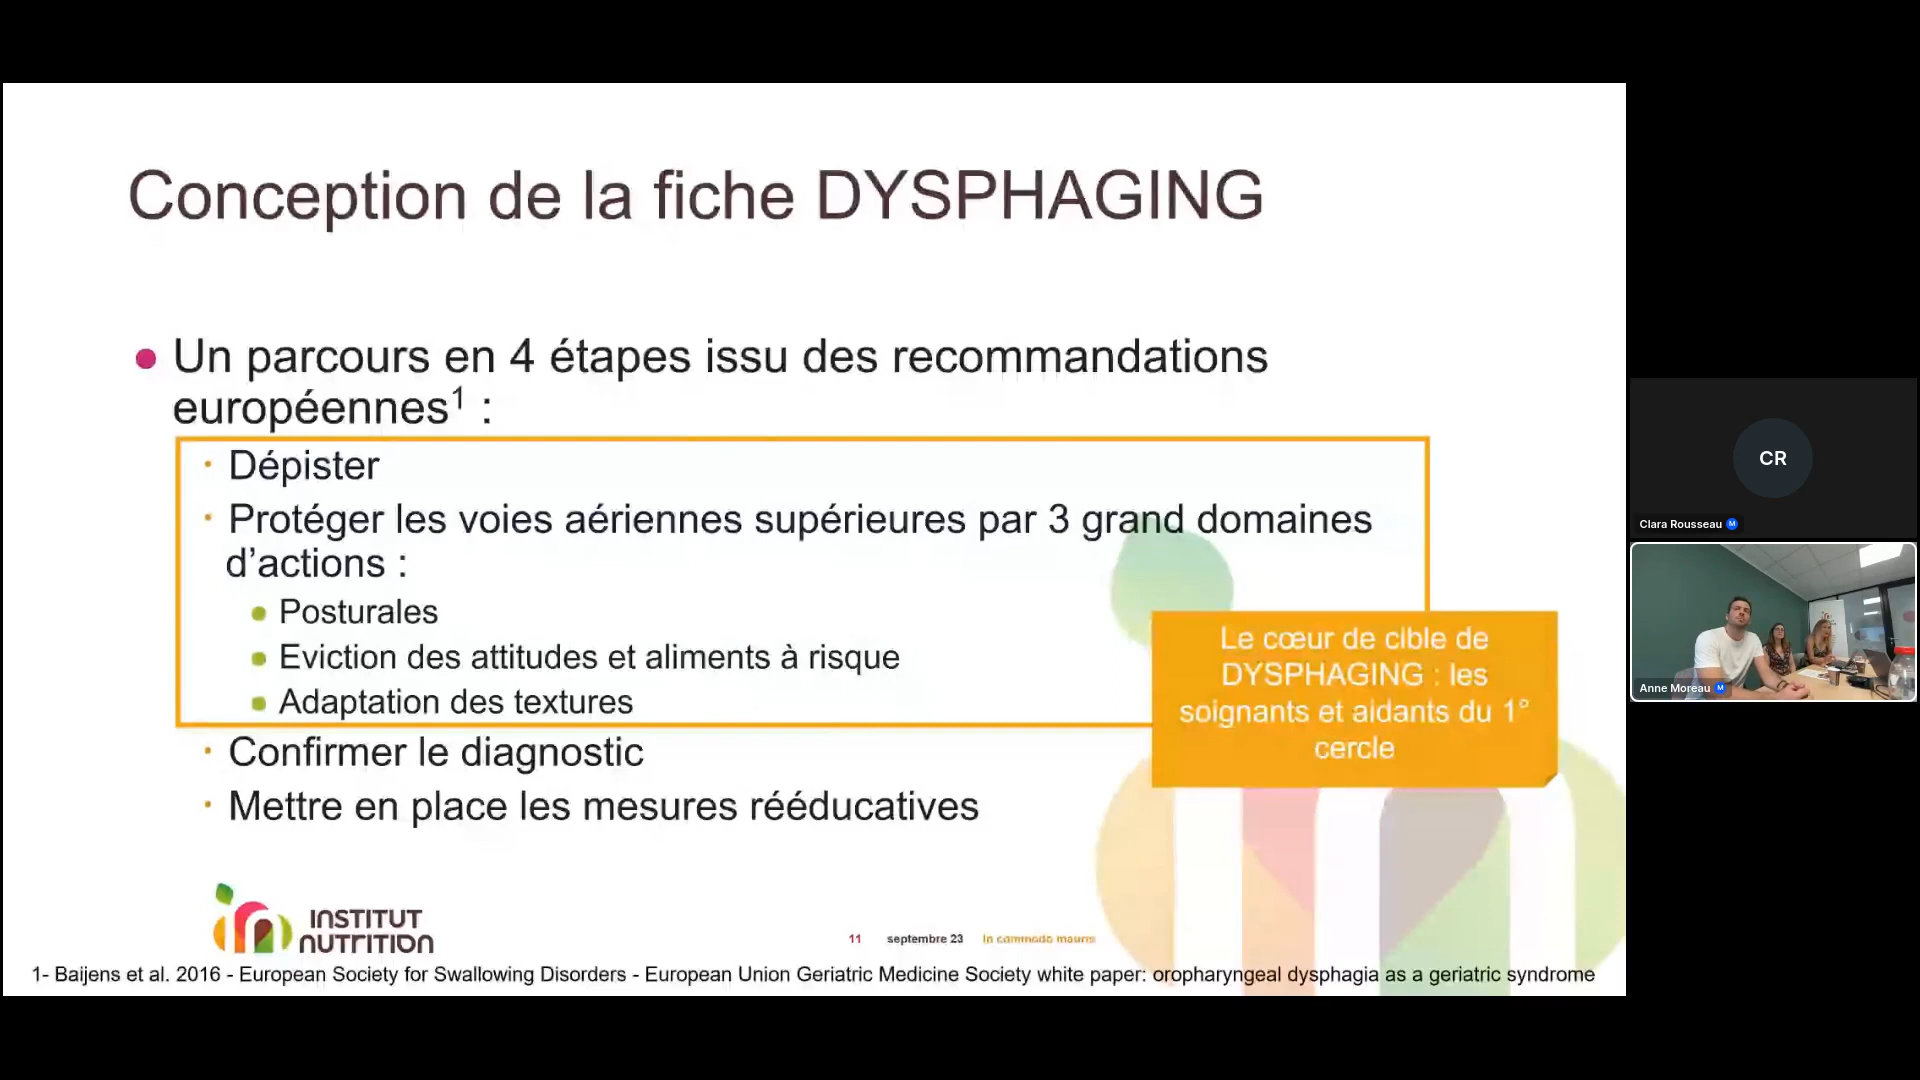 Conception de la fiche DYSPHAGING
Un parcours en 4 étapes issu des recommandations
européennes¹ :
Dépister
Protéger les voies aériennes supérieures par 3 grand domaines
d’actions :
Posturales
Eviction des attitudes et aliments à risque
Adaptation des textures
Le cœur de cible de
DYSPHAGING : les
soignants et aidants du 1°
cercle
Confirmer le diagnostic
Mettre en place les mesures rééducatives
INSTITUT
NUTRITION
11 septembre 23 In commodo mauris
1- Baijens et al. 2016 - European Society for Swallowing Disorders - European Union Geriatric Medicine Society white paper: oropharyngeal dysphagia as a geriatric syndrome
CR
Clara Rousseau M
Anne Moreau M